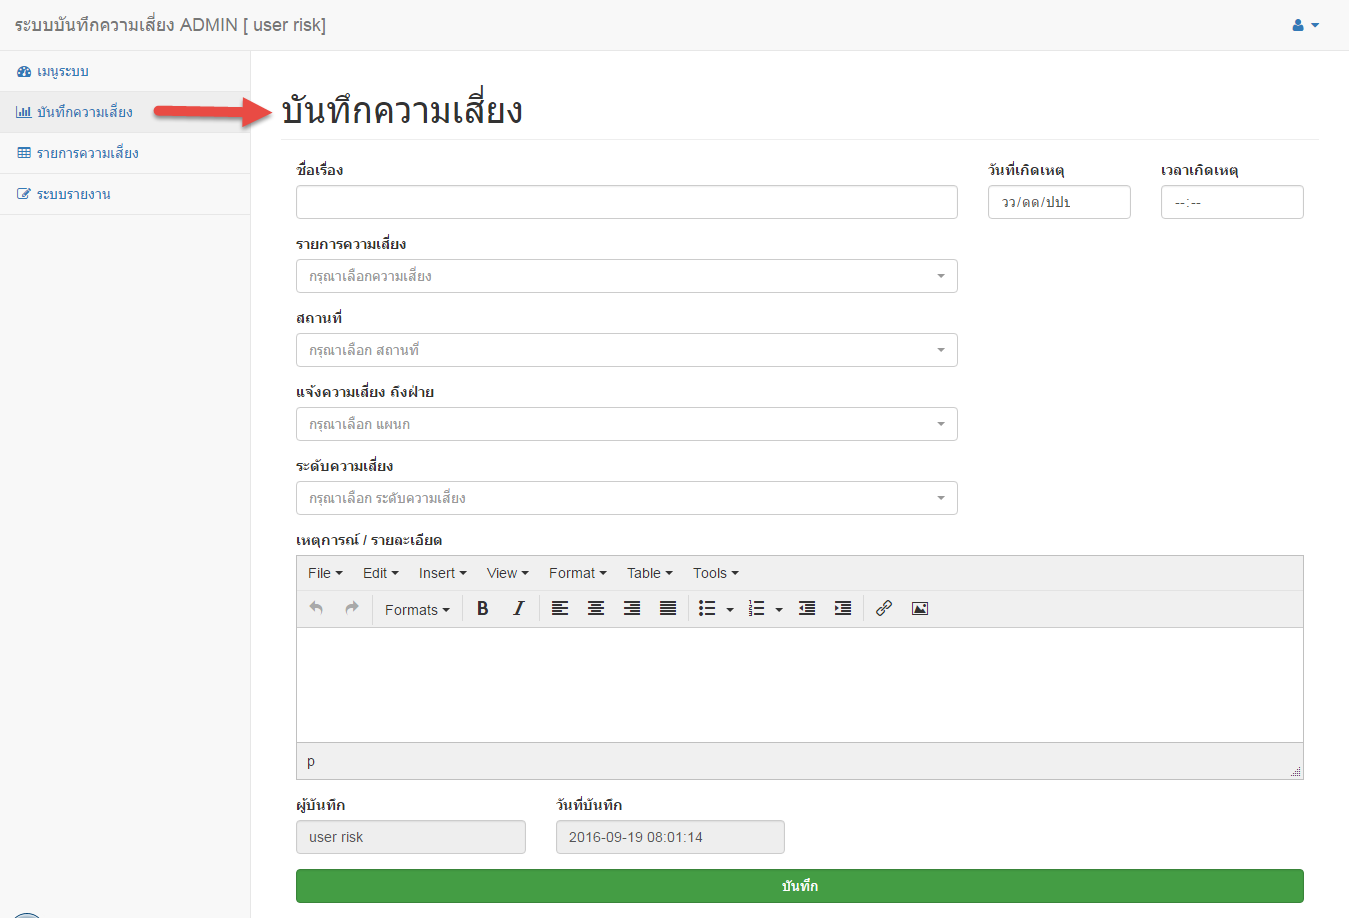 ระบบบันทึกความเสี่ยง ADMIN [ user risk]
เมนูระบบ
บันทึกความเสี่ยง
รายการความเสี่ยง
ระบบรายงาน
บันทึกความเสี่ยง
ชื่อเรื่อง วันที่เกิดเหตุ เวลาเกิดเหตุ
วว/ดด/ปปป --:--
รายการความเสี่ยง
กรุณาเลือกความเสี่ยง
สถานที่
กรุณาเลือก สถานที่
แจ้งความเสี่ยง ถึงฝ่าย
กรุณาเลือก แผนก
ระดับความเสี่ยง
กรุณาเลือก ระดับความเสี่ยง
เหตุการณ์ / รายละเอียด
File Edit Insert View Format Table Tools
Formats B I
p
ผู้บันทึก วันที่บันทึก
user risk 2016-09-19 08:01:14
บันทึก